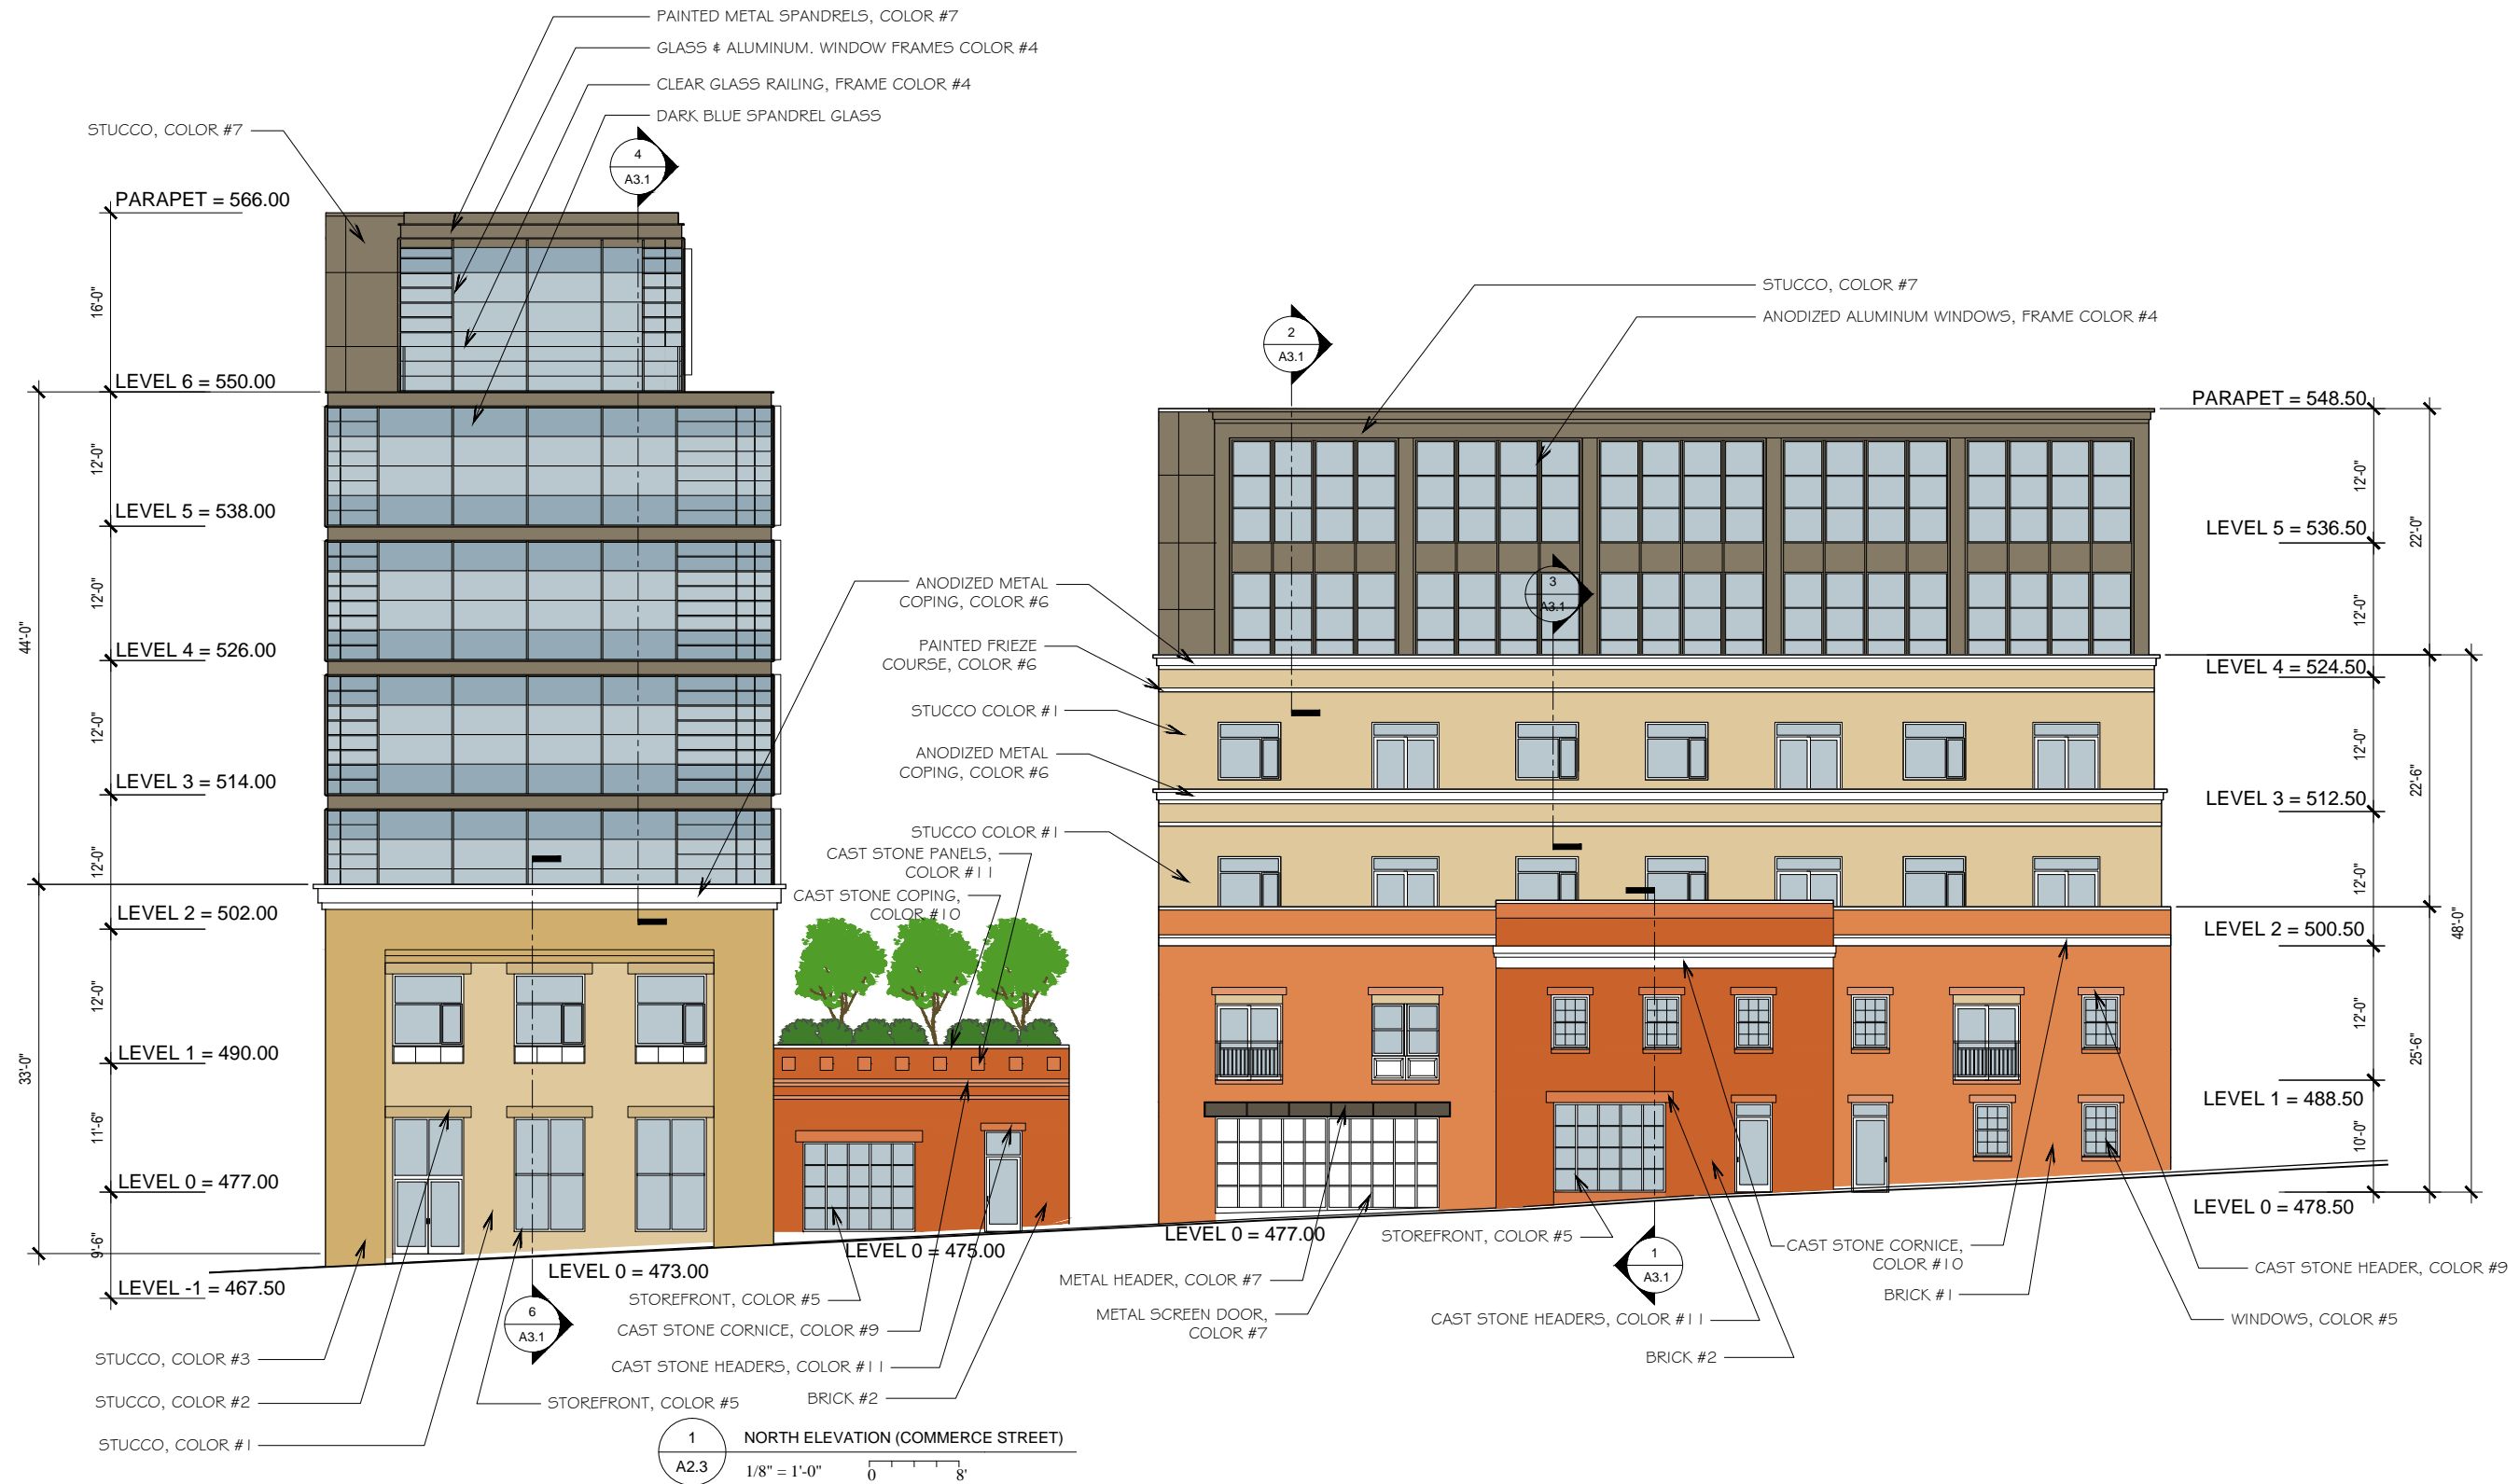 PAINTED METAL SPANDRELS, COLOR #7
GLASS & ALUMINUM. WINDOW FRAMES COLOR #4
CLEAR GLASS RAILING, FRAME COLOR #4
DARK BLUE SPANDREL GLASS
STUCCO, COLOR #7
4
A3.1
PARAPET = 566.00
16'-0"
LEVEL 6 = 550.00
12'-0"
LEVEL 5 = 538.00
12'-0"
44'-0"
LEVEL 4 = 526.00
12'-0"
LEVEL 3 = 514.00
12'-0"
LEVEL 2 = 502.00
12'-0"
LEVEL 1 = 490.00
33'-0"
11'-6"
LEVEL 0 = 477.00
9'-6"
LEVEL -1 = 467.50
STUCCO, COLOR #7
ANODIZED ALUMINUM WINDOWS, FRAME COLOR #4
2
A3.1
3
A3.1
ANODIZED METAL
COPING, COLOR #6
PAINTED FRIEZE
COURSE, COLOR #6
STUCCO COLOR #1
ANODIZED METAL
COPING, COLOR #6
STUCCO COLOR #1
CAST STONE PANELS,
COLOR #11
CAST STONE COPING,
COLOR #10
PARAPET = 548.50
12'-0"
22'-0"
LEVEL 5 = 536.50
12'-0"
LEVEL 4 = 524.50
12'-0"
22'-6"
LEVEL 3 = 512.50
12'-0"
48'-0"
LEVEL 2 = 500.50
12'-0"
25'-6"
LEVEL 1 = 488.50
10'-0"
LEVEL 0 = 478.50
LEVEL 0 = 473.00
LEVEL 0 = 475.00
LEVEL 0 = 477.00
6
A3.1
STOREFRONT, COLOR #5
CAST STONE CORNICE, COLOR #9
CAST STONE HEADERS, COLOR #11
BRICK #2
STUCCO, COLOR #3
STUCCO, COLOR #2
STUCCO, COLOR #1
STOREFRONT, COLOR #5
METAL HEADER, COLOR #7
METAL SCREEN DOOR,
COLOR #7
STOREFRONT, COLOR #5
1
A3.1
CAST STONE HEADERS, COLOR #11
BRICK #2
CAST STONE CORNICE,
COLOR #10
BRICK #1
CAST STONE HEADER, COLOR #9
WINDOWS, COLOR #5
1
A2.3
NORTH ELEVATION (COMMERCE STREET)
1/8" = 1'-0"
0 8'